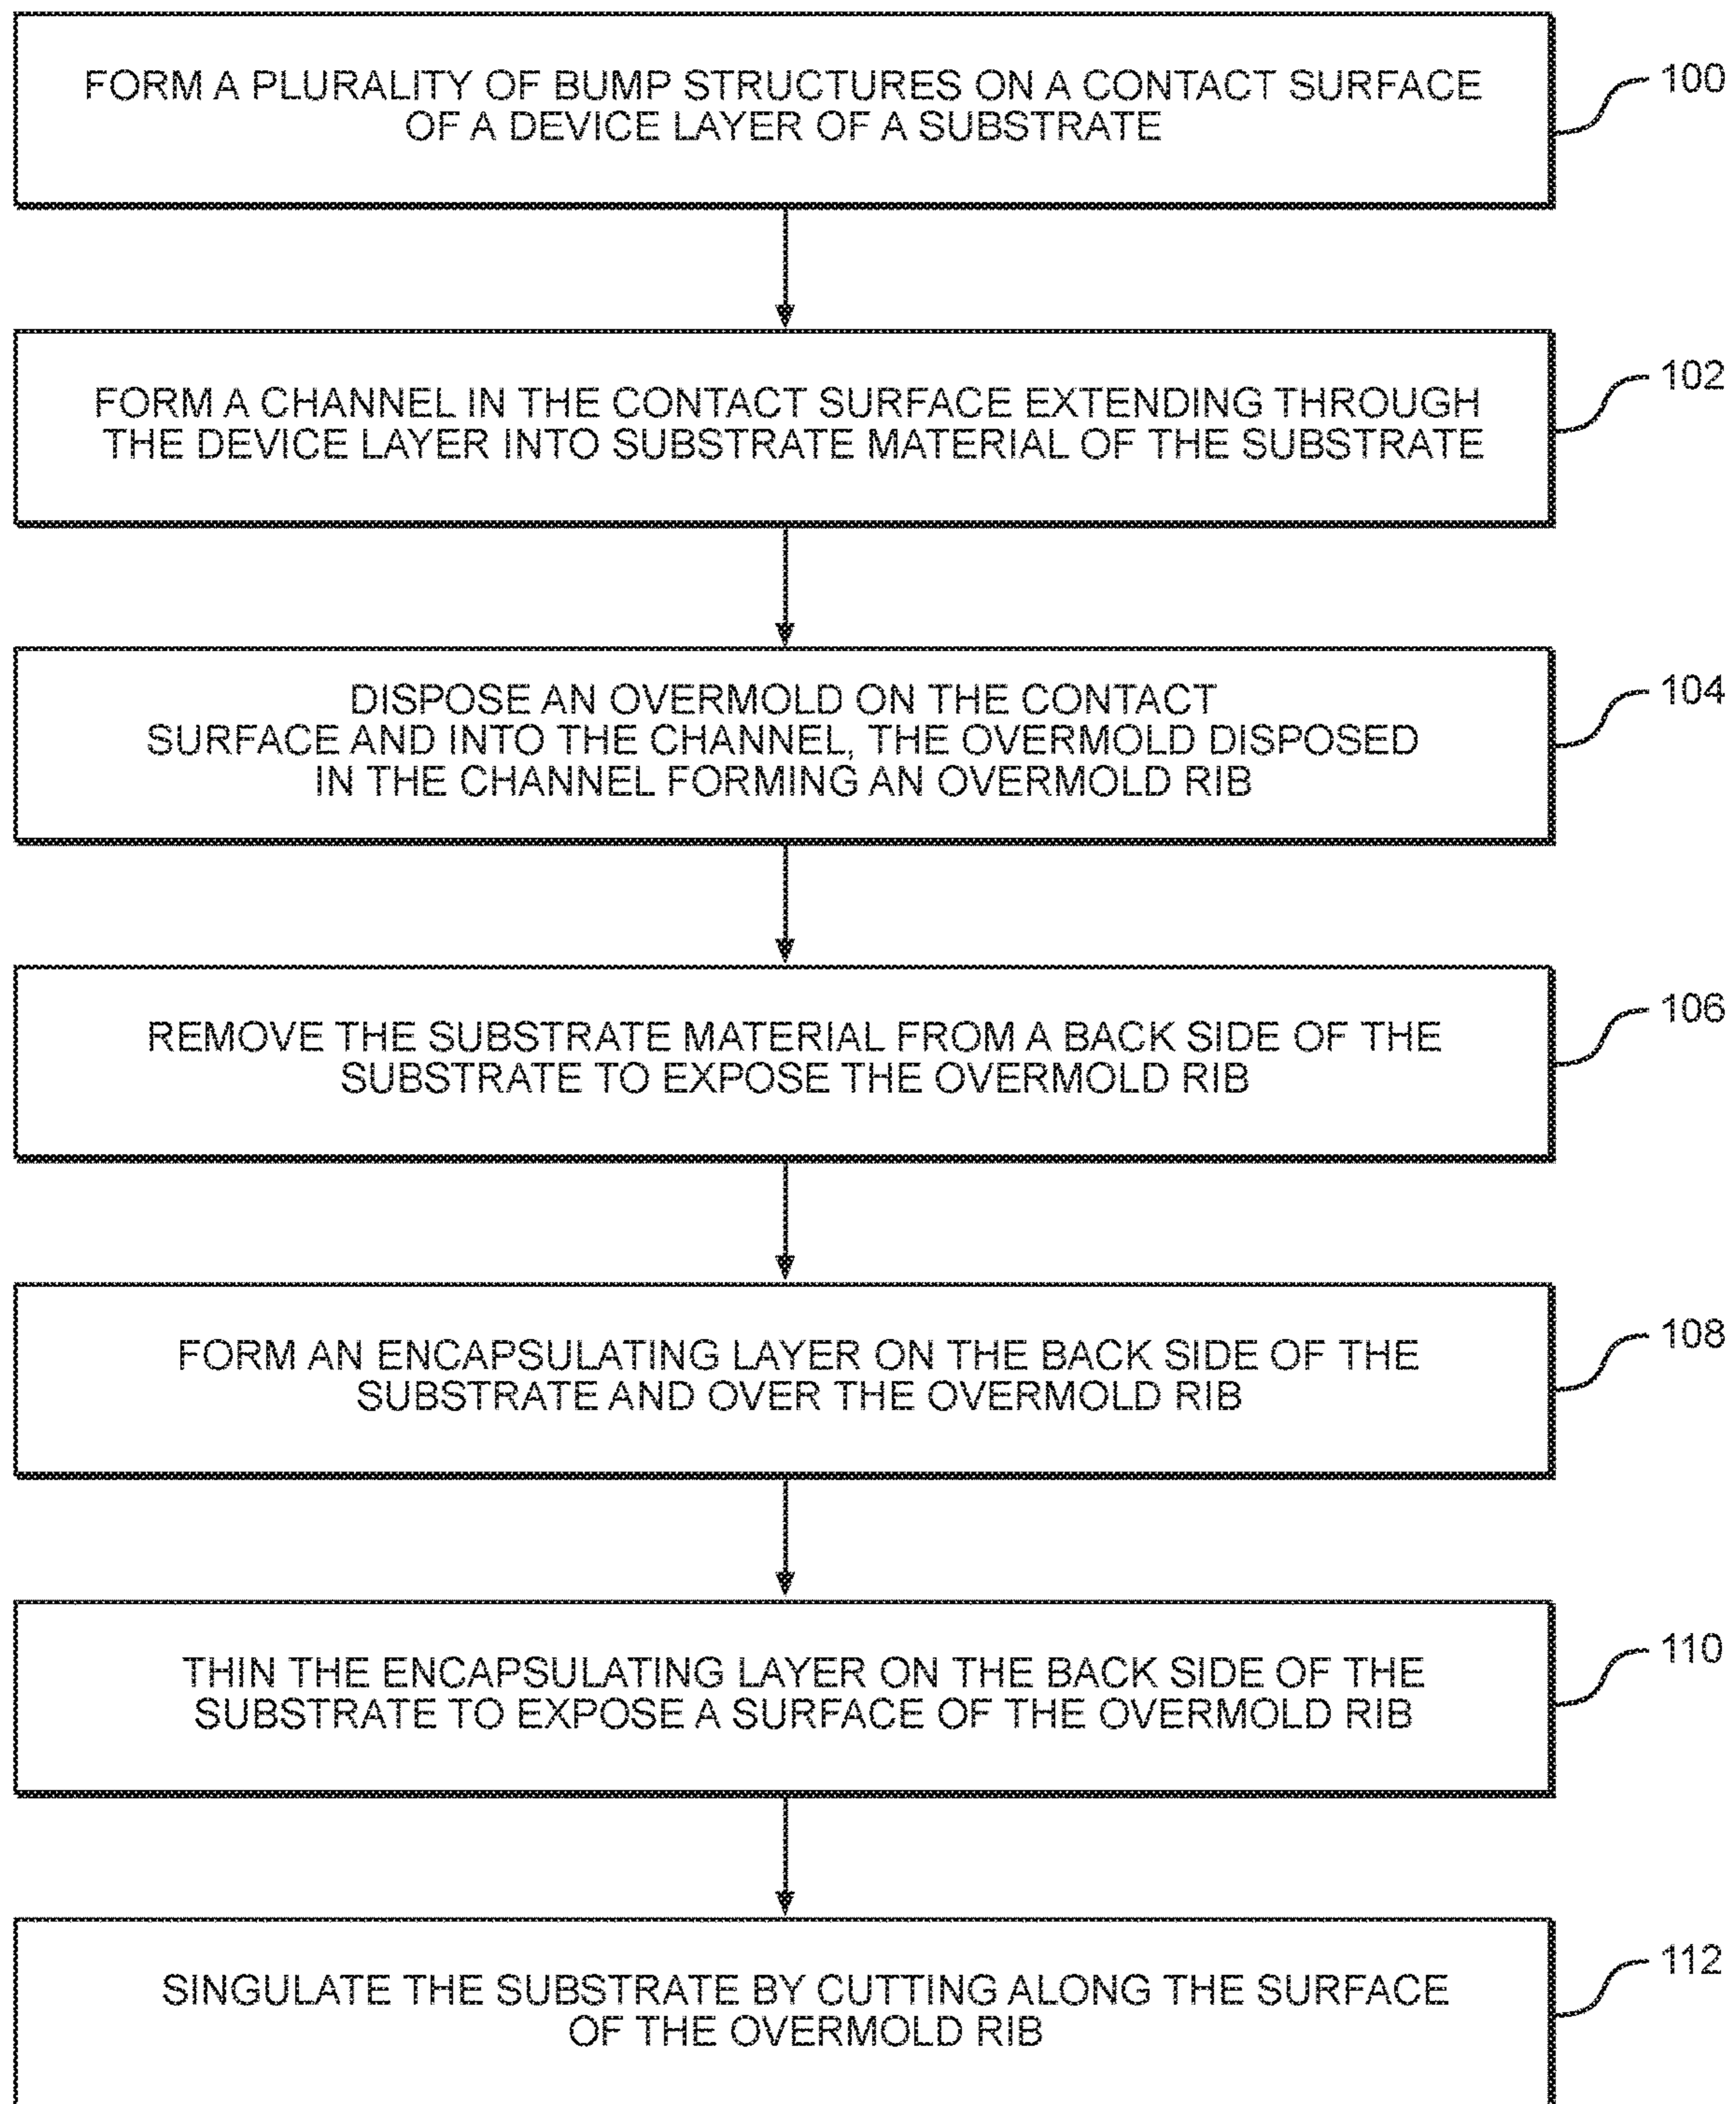 FORM A PLURALITY OF BUMP STRUCTURES ON A CONTACT SURFACE
OF A DEVICE LAYER OF A SUBSTRATE
100
FORM A CHANNEL IN THE CONTACT SURFACE EXTENDING THROUGH
THE DEVICE LAYER INTO SUBSTRATE MATERIAL OF THE SUBSTRATE
102
DISPOSE AN OVERMOLD ON THE CONTACT
SURFACE AND INTO THE CHANNEL, THE OVERMOLD DISPOSED
IN THE CHANNEL FORMING AN OVERMOLD RIB
104
REMOVE THE SUBSTRATE MATERIAL FROM A BACK SIDE OF THE
SUBSTRATE TO EXPOSE THE OVERMOLD RIB
106
FORM AN ENCAPSULATING LAYER ON THE BACK SIDE OF THE
SUBSTRATE AND OVER THE OVERMOLD RIB
108
THIN THE ENCAPSULATING LAYER ON THE BACK SIDE OF THE
SUBSTRATE TO EXPOSE A SURFACE OF THE OVERMOLD RIB
110
SINGULATE THE SUBSTRATE BY CUTTING ALONG THE SURFACE
OF THE OVERMOLD RIB
112